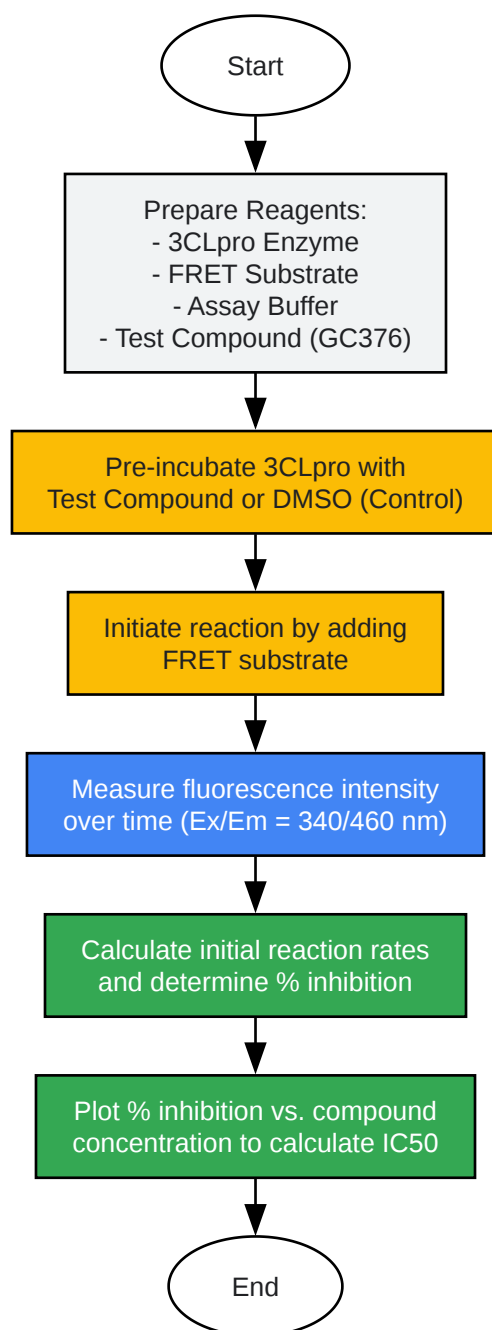 Start
Prepare Reagents:
- 3CLpro Enzyme
- FRET Substrate
- Assay Buffer
- Test Compound (GC376)
Pre-incubate 3CLpro with
Test Compound or DMSO (Control)
Initiate reaction by adding
FRET substrate
Measure fluorescence intensity
over time (Ex/Em = 340/460 nm)
Calculate initial reaction rates
and determine % inhibition
Plot % inhibition vs. compound
concentration to calculate IC50
End